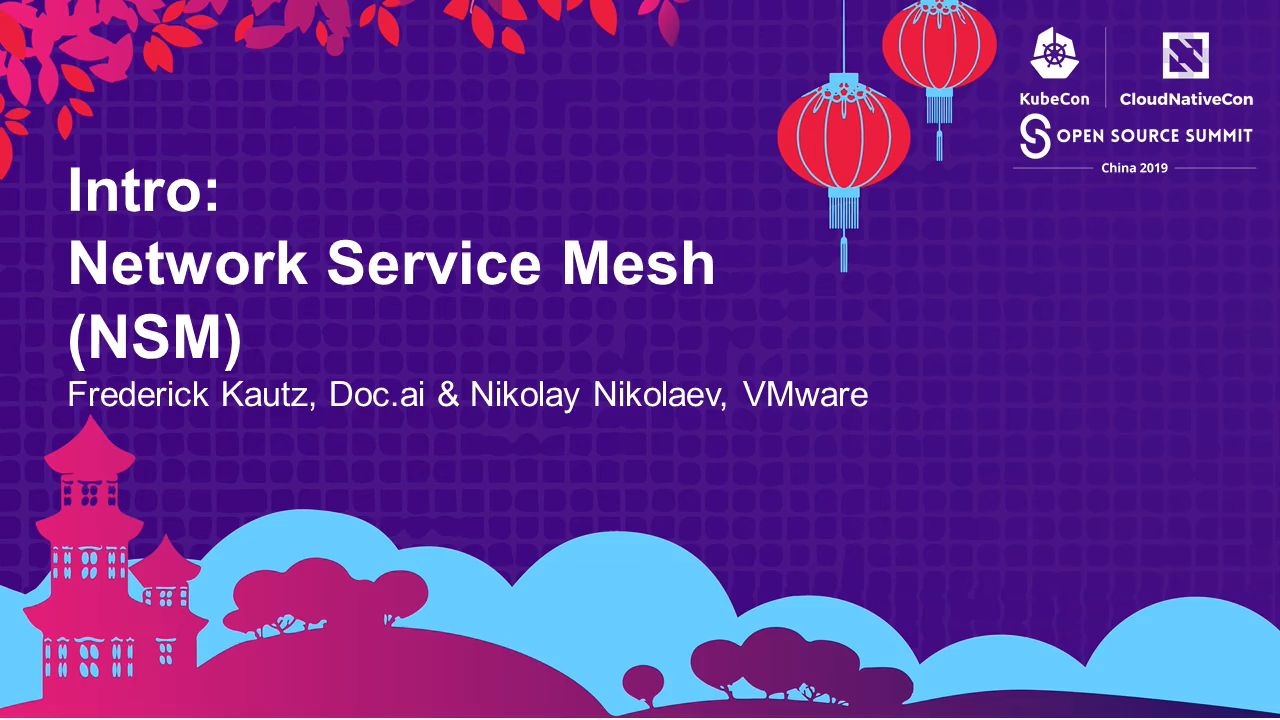 Intro:
Network Service Mesh
(NSM)
Frederick Kautz, Doc.ai & Nikolay Nikolaev, VMware
KubeCon
CloudNativeCon
OPEN SOURCE SUMMIT
China 2019